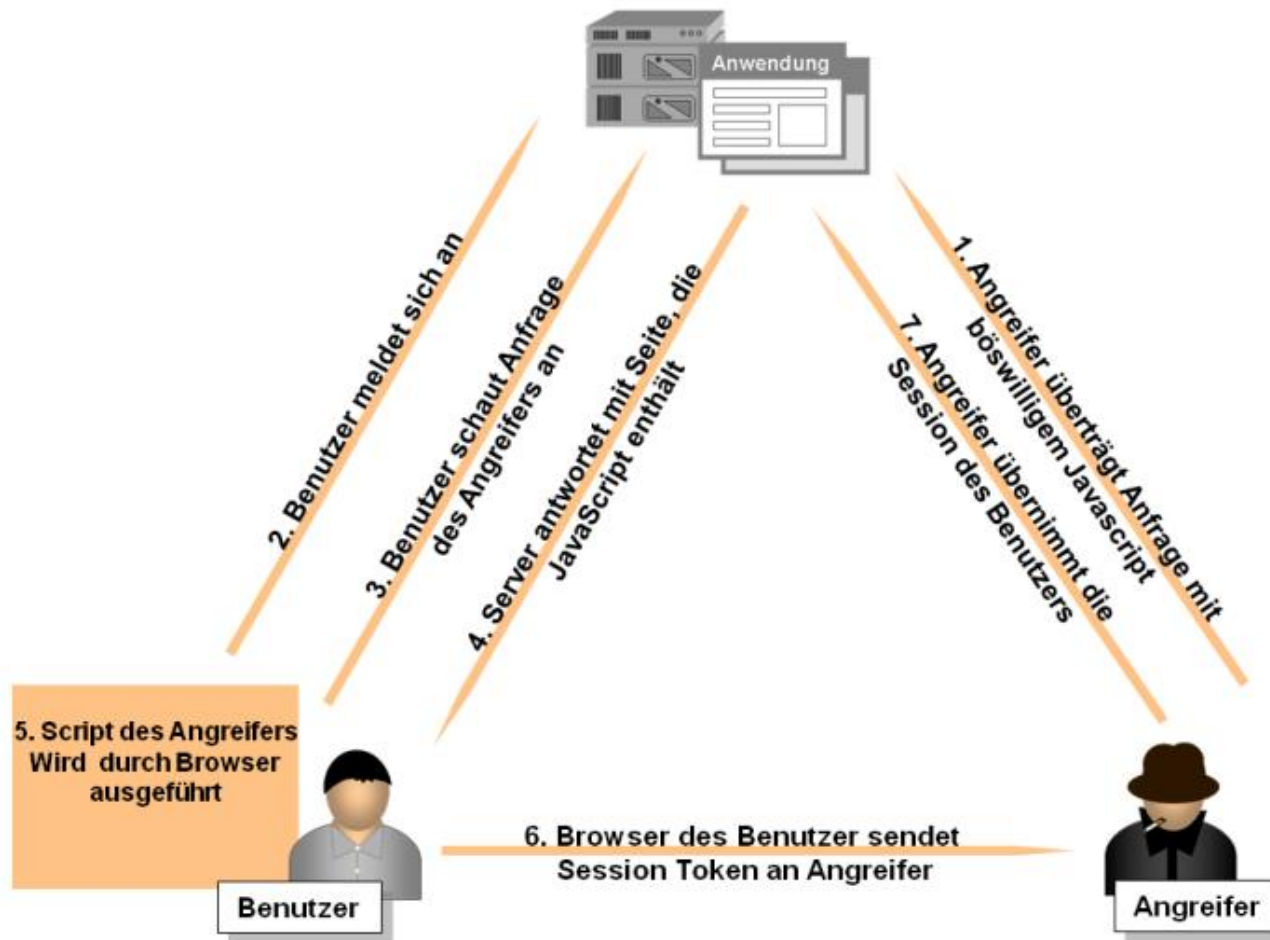 Anwendung
2. Benutzer meldet sich an
3. Benutzer schaut Anfrage
des Angreifers an
4. Server antwortet mit Seite, die
JavaScript enthält
7. Angreifer übernimmt die
Session des Benutzers
1. Angreifer überträgt Anfrage mit
böswilligem Javascript
5. Script des Angreifers
Wird durch Browser
ausgeführt
6. Browser des Benutzer sendet
Session Token an Angreifer
Benutzer
Angreifer